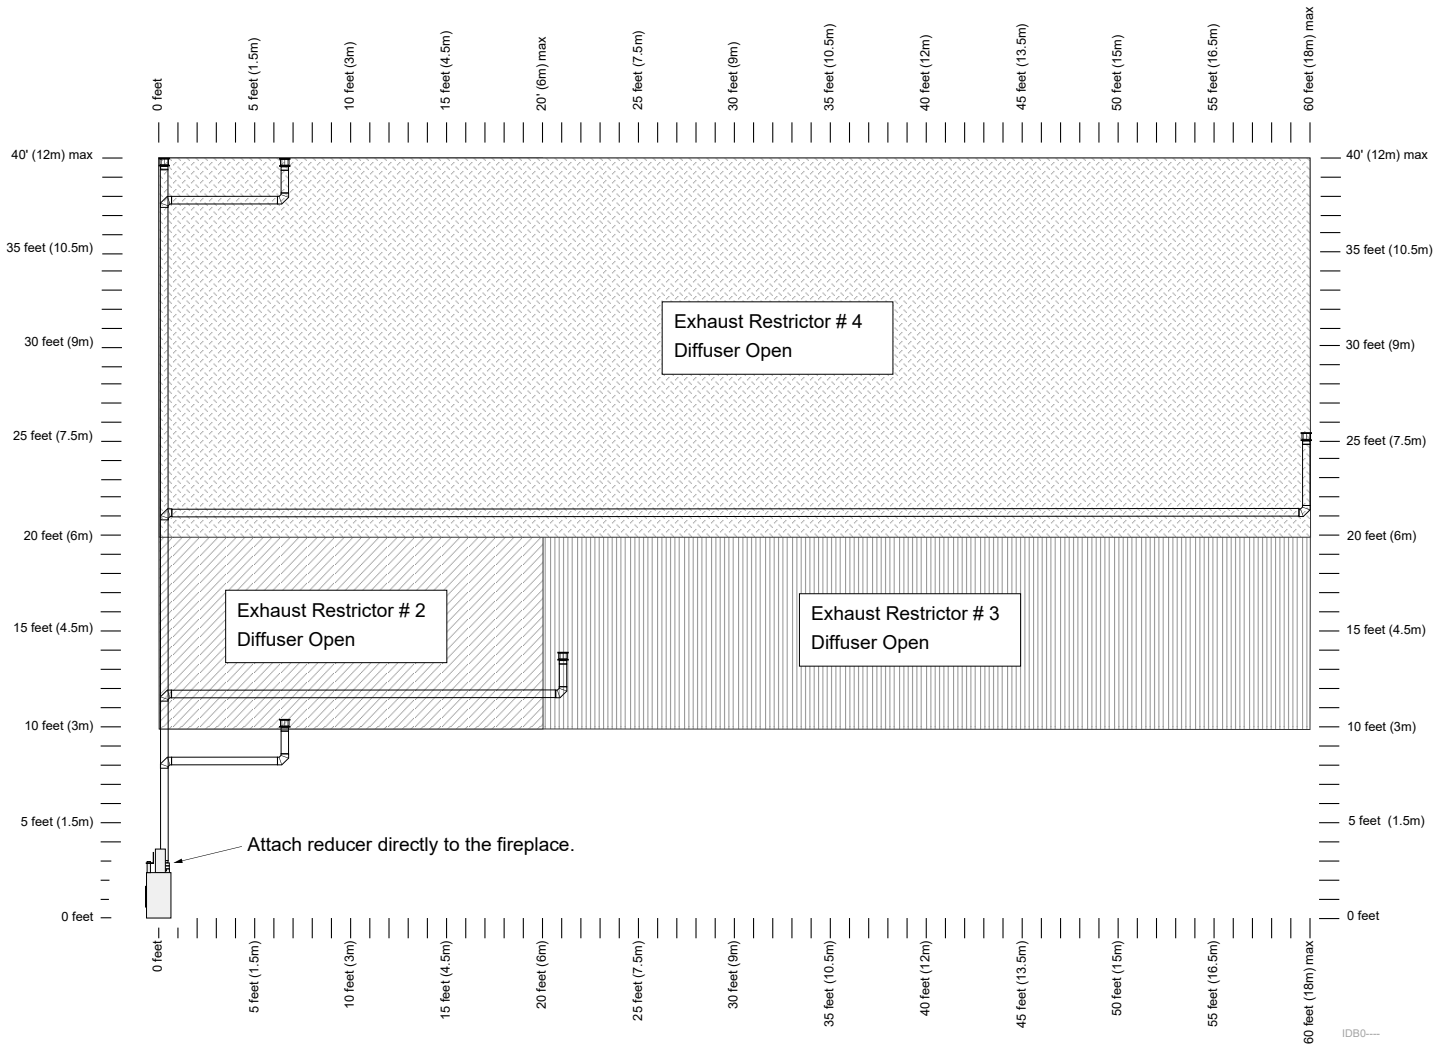 0 feet
5 feet (1.5m)
10 feet (3m)
15 feet (4.5m)
20' (6m) max
25 feet (7.5m)
30 feet (9m)
35 feet (10.5m)
40 feet (12m)
45 feet (13.5m)
50 feet (15m)
55 feet (16.5m)
60 feet (18m) max
40' (12m) max
40' (12m) max
35 feet (10.5m)
35 feet (10.5m)
Exhaust Restrictor # 4
Diffuser Open
30 feet (9m)
30 feet (9m)
25 feet (7.5m)
25 feet (7.5m)
20 feet (6m)
20 feet (6m)
Exhaust Restrictor # 2
Diffuser Open
Exhaust Restrictor # 3
Diffuser Open
15 feet (4.5m)
15 feet (4.5m)
10 feet (3m)
10 feet (3m)
5 feet (1.5m)
5 feet (1.5m)
Attach reducer directly to the fireplace.
0 feet
0 feet
0 feet
5 feet (1.5m)
10 feet (3m)
15 feet (4.5m)
20 feet (6m)
25 feet (7.5m)
30 feet (9m)
35 feet (10.5m)
40 feet (12m)
45 feet (13.5m)
50 feet (15m)
55 feet (16.5m)
60 feet (18m) max
IDB0----